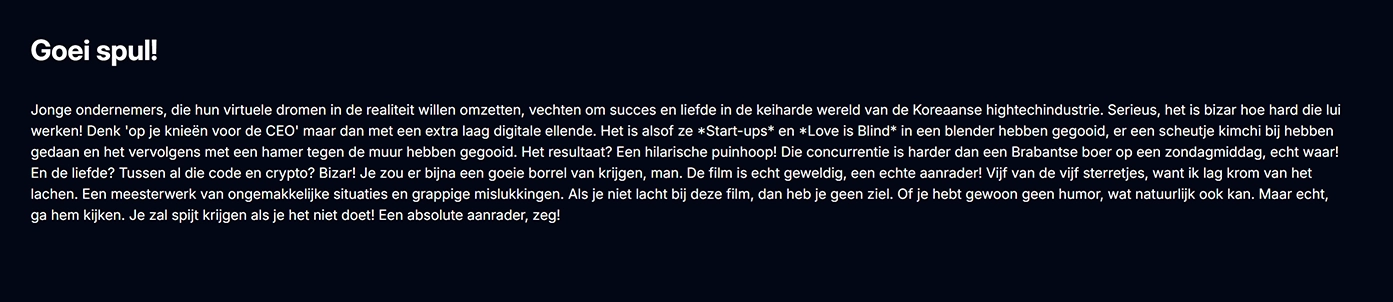 Goei spul!
Jonge ondernemers, die hun virtuele dromen in de realiteit willen omzetten, vechten om succes en liefde in de keiharde wereld van de Koreaanse hightechindustrie. Serieus, het is bizar hoe hard die lui
werken! Denk 'op je knieën voor de CEO' maar dan met een extra laag digitale ellende. Het is alsof ze *Start-ups* en *Love is Blind* in een blender hebben gegooid, er een scheutje kimchi bij hebben
gedaan en het vervolgens met een hamer tegen de muur hebben gegooid. Het resultaat? Een hilarische puinhoop! Die concurrentie is harder dan een Brabantse boer op een zondagmiddag, echt waar!
En de liefde? Tussen al die code en crypto? Bizar! Je zou er bijna een goeie borrel van krijgen, man. De film is echt geweldig, een echte aanrader! Vijf van de vijf sterretjes, want ik lag krom van het
lachen. Een meesterwerk van ongemakkelijke situaties en grappige mislukkingen. Als je niet lacht bij deze film, dan heb je geen ziel. Of je hebt gewoon geen humor, wat natuurlijk ook kan. Maar echt,
ga hem kijken. Je zal spijt krijgen als je het niet doet! Een absolute aanrader, zeg!